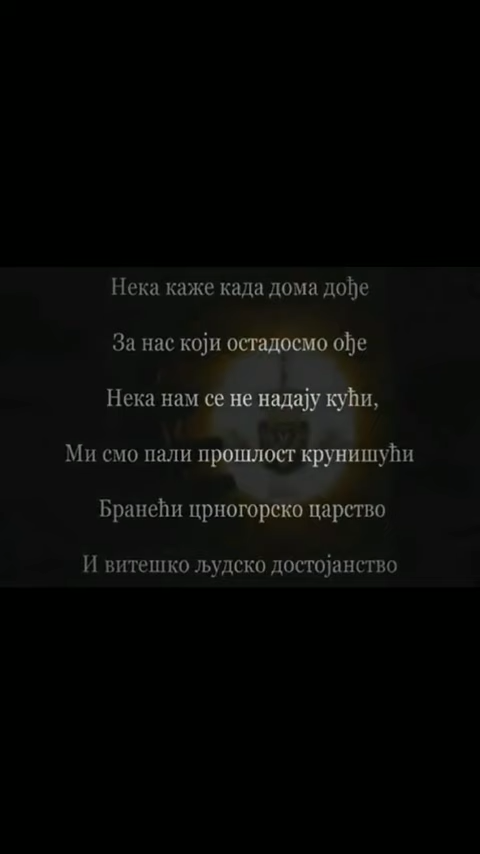 Нека каже када дома дође
За нас који остадосмо ође
Нека нам се не надају кући,
Ми смо пали прошлост крунишући
Бранећи црногорско царство
И витешко људско достојанство